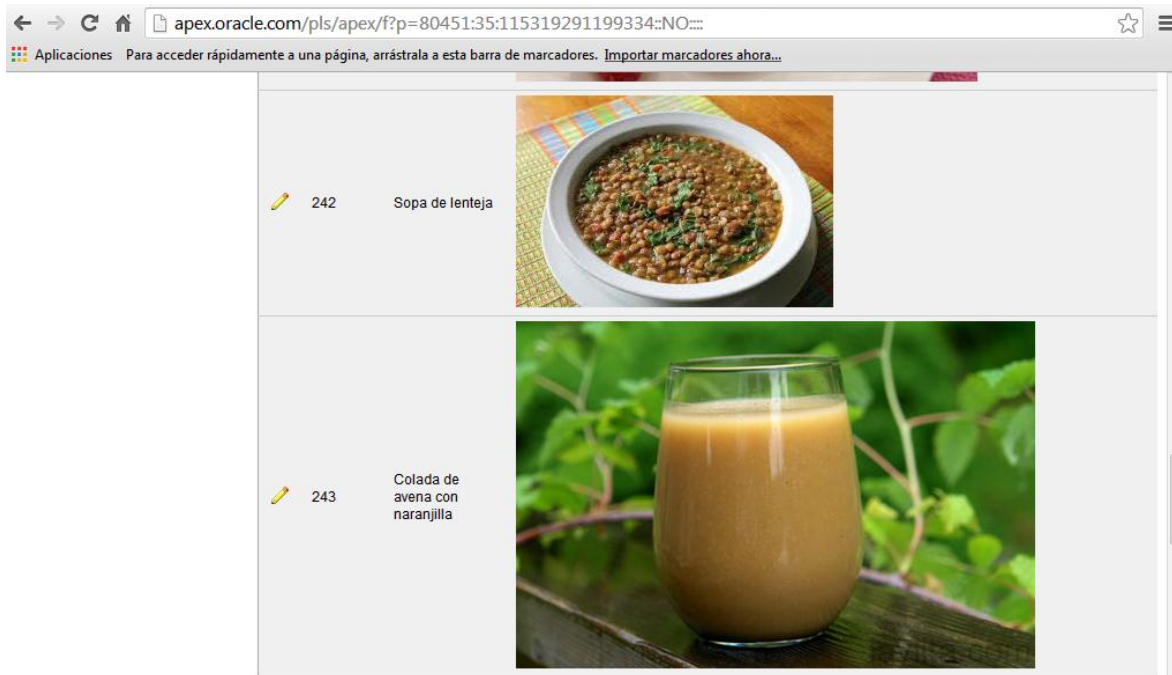 apex.oracle.com/pls/apex/f?p=80451:35:115319291199334::NO::::
Aplicaciones Para acceder rápidamente a una página, arrástrala a esta barra de marcadores. Importar marcadores ahora...
242 Sopa de lenteja
243 Colada de
avena con
naranjilla